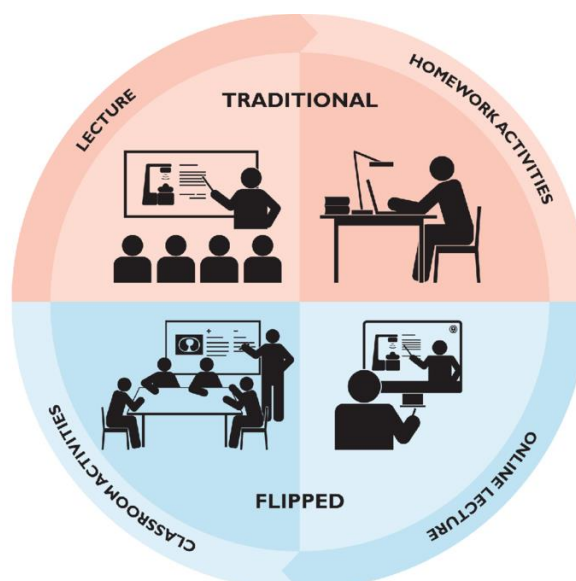 TRADITIONAL
LECTURE
HOMEWORK ACTIVITIES
CLASSROOM ACTIVITIES
ONLINE LECTURE
FLIPPED